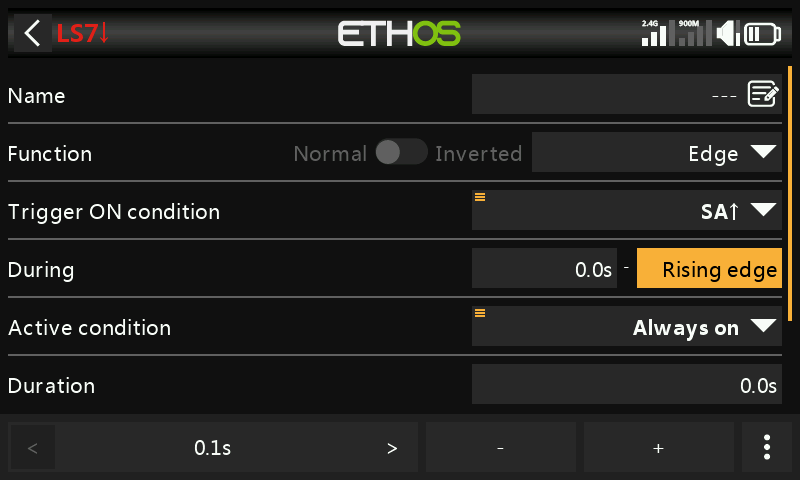 LS7↓ ETHOS 2.4G 900M
Name ---
Function Normal Inverted Edge
Trigger ON condition SA↑
During 0.0s - Rising edge
Active condition Always on
Duration 0.0s
< 0.1s > - +